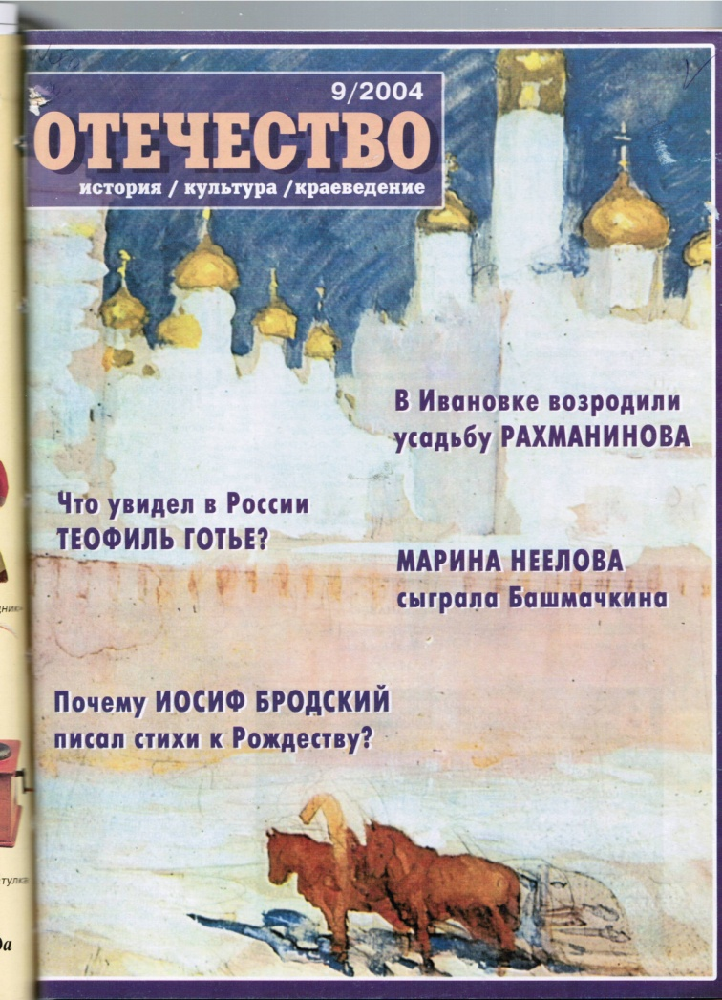 9/2004
ОТЕЧЕСТВО
история / культура /краеведение
В Ивановке возродили
усадьбу РАХМАНИНОВА
Что увидел в России
ТЕОФИЛЬ ГОТЬЕ?
МАРИНА НЕЕЛОВА
сыграла Башмачкина
Почему ИОСИФ БРОДСКИЙ
писал стихи к Рождеству?